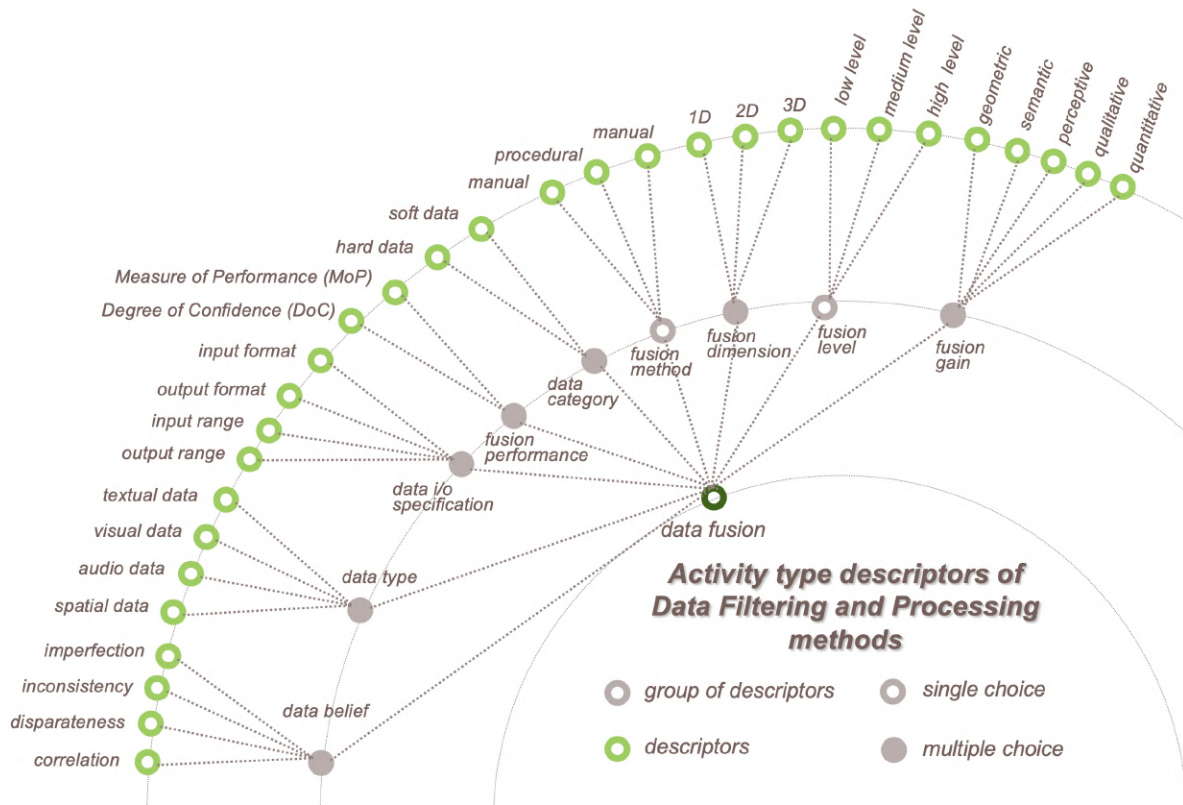 low level
medium level
high level
geometric
semantic
perceptive
qualitative
quantitative
1D
2D
3D
manual
procedural
manual
soft data
hard data
Measure of Performance (MoP)
Degree of Confidence (DoC)
input format
output format
input range
output range
textual data
visual data
audio data
spatial data
imperfection
inconsistency
disparateness
correlation
fusion
method
fusion
dimension
fusion
level
fusion
gain
data
category
fusion
performance
data i/o
specification
data type
data belief
data fusion
Activity type descriptors of
Data Filtering and Processing
methods
group of descriptors
single choice
descriptors
multiple choice